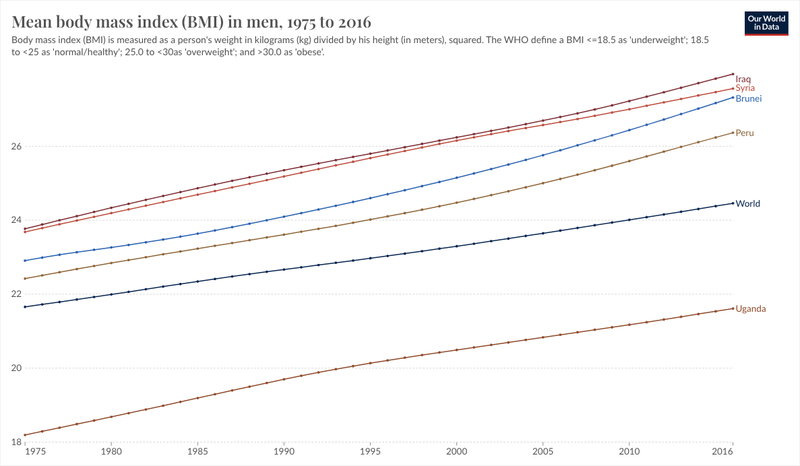 Mean body mass index (BMI) in men, 1975 to 2016
Our World
in Data
Body mass index (BMI) is measured as a person's weight in kilograms (kg) divided by his height (in meters), squared. The WHO define a BMI <=18.5 as 'underweight'; 18.5
to <25 as 'normal/healthy'; 25.0 to <30as 'overweight'; and >30.0 as 'obese'.
Iraq
Syria
Brunei
Peru
World
Uganda
26
24
22
20
18
1975
1980
1985
1990
1995
2000
2005
2010
2016